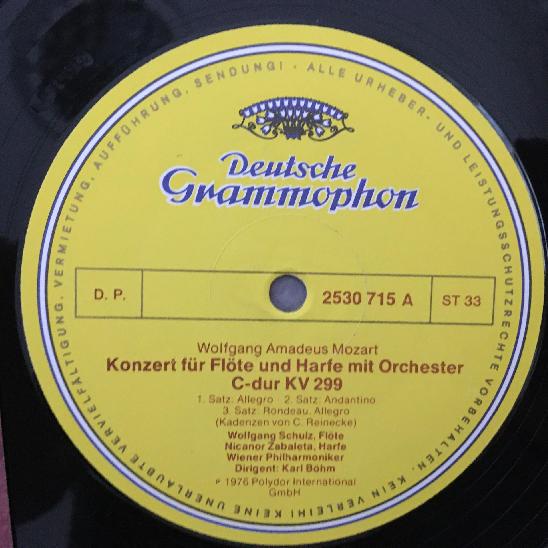 ALLE URHEBER- UND LEISTUNGSSCHUTZRECHTE VORBEHALTEN. KEIN VERLEIH! KEINE UNERLAUBTE VERVIELFÄLTIGUNG, VERMIETUNG, AUFFÜHRUNG, SENDUNG! ·
Deutsche
Grammophon
D. P. 2530 715 A ST 33
Wolfgang Amadeus Mozart
Konzert für Flöte und Harfe mit Orchester
C-dur KV 299
1. Satz: Allegro 2. Satz: Andantino
3. Satz: Rondeau. Allegro
(Kadenzen von C. Reinecke)
Wolfgang Schulz, Flöte
Nicanor Zabaleta, Harfe
Wiener Philharmoniker
Dirigent: Karl Böhm
℗ 1976 Polydor International
GmbH